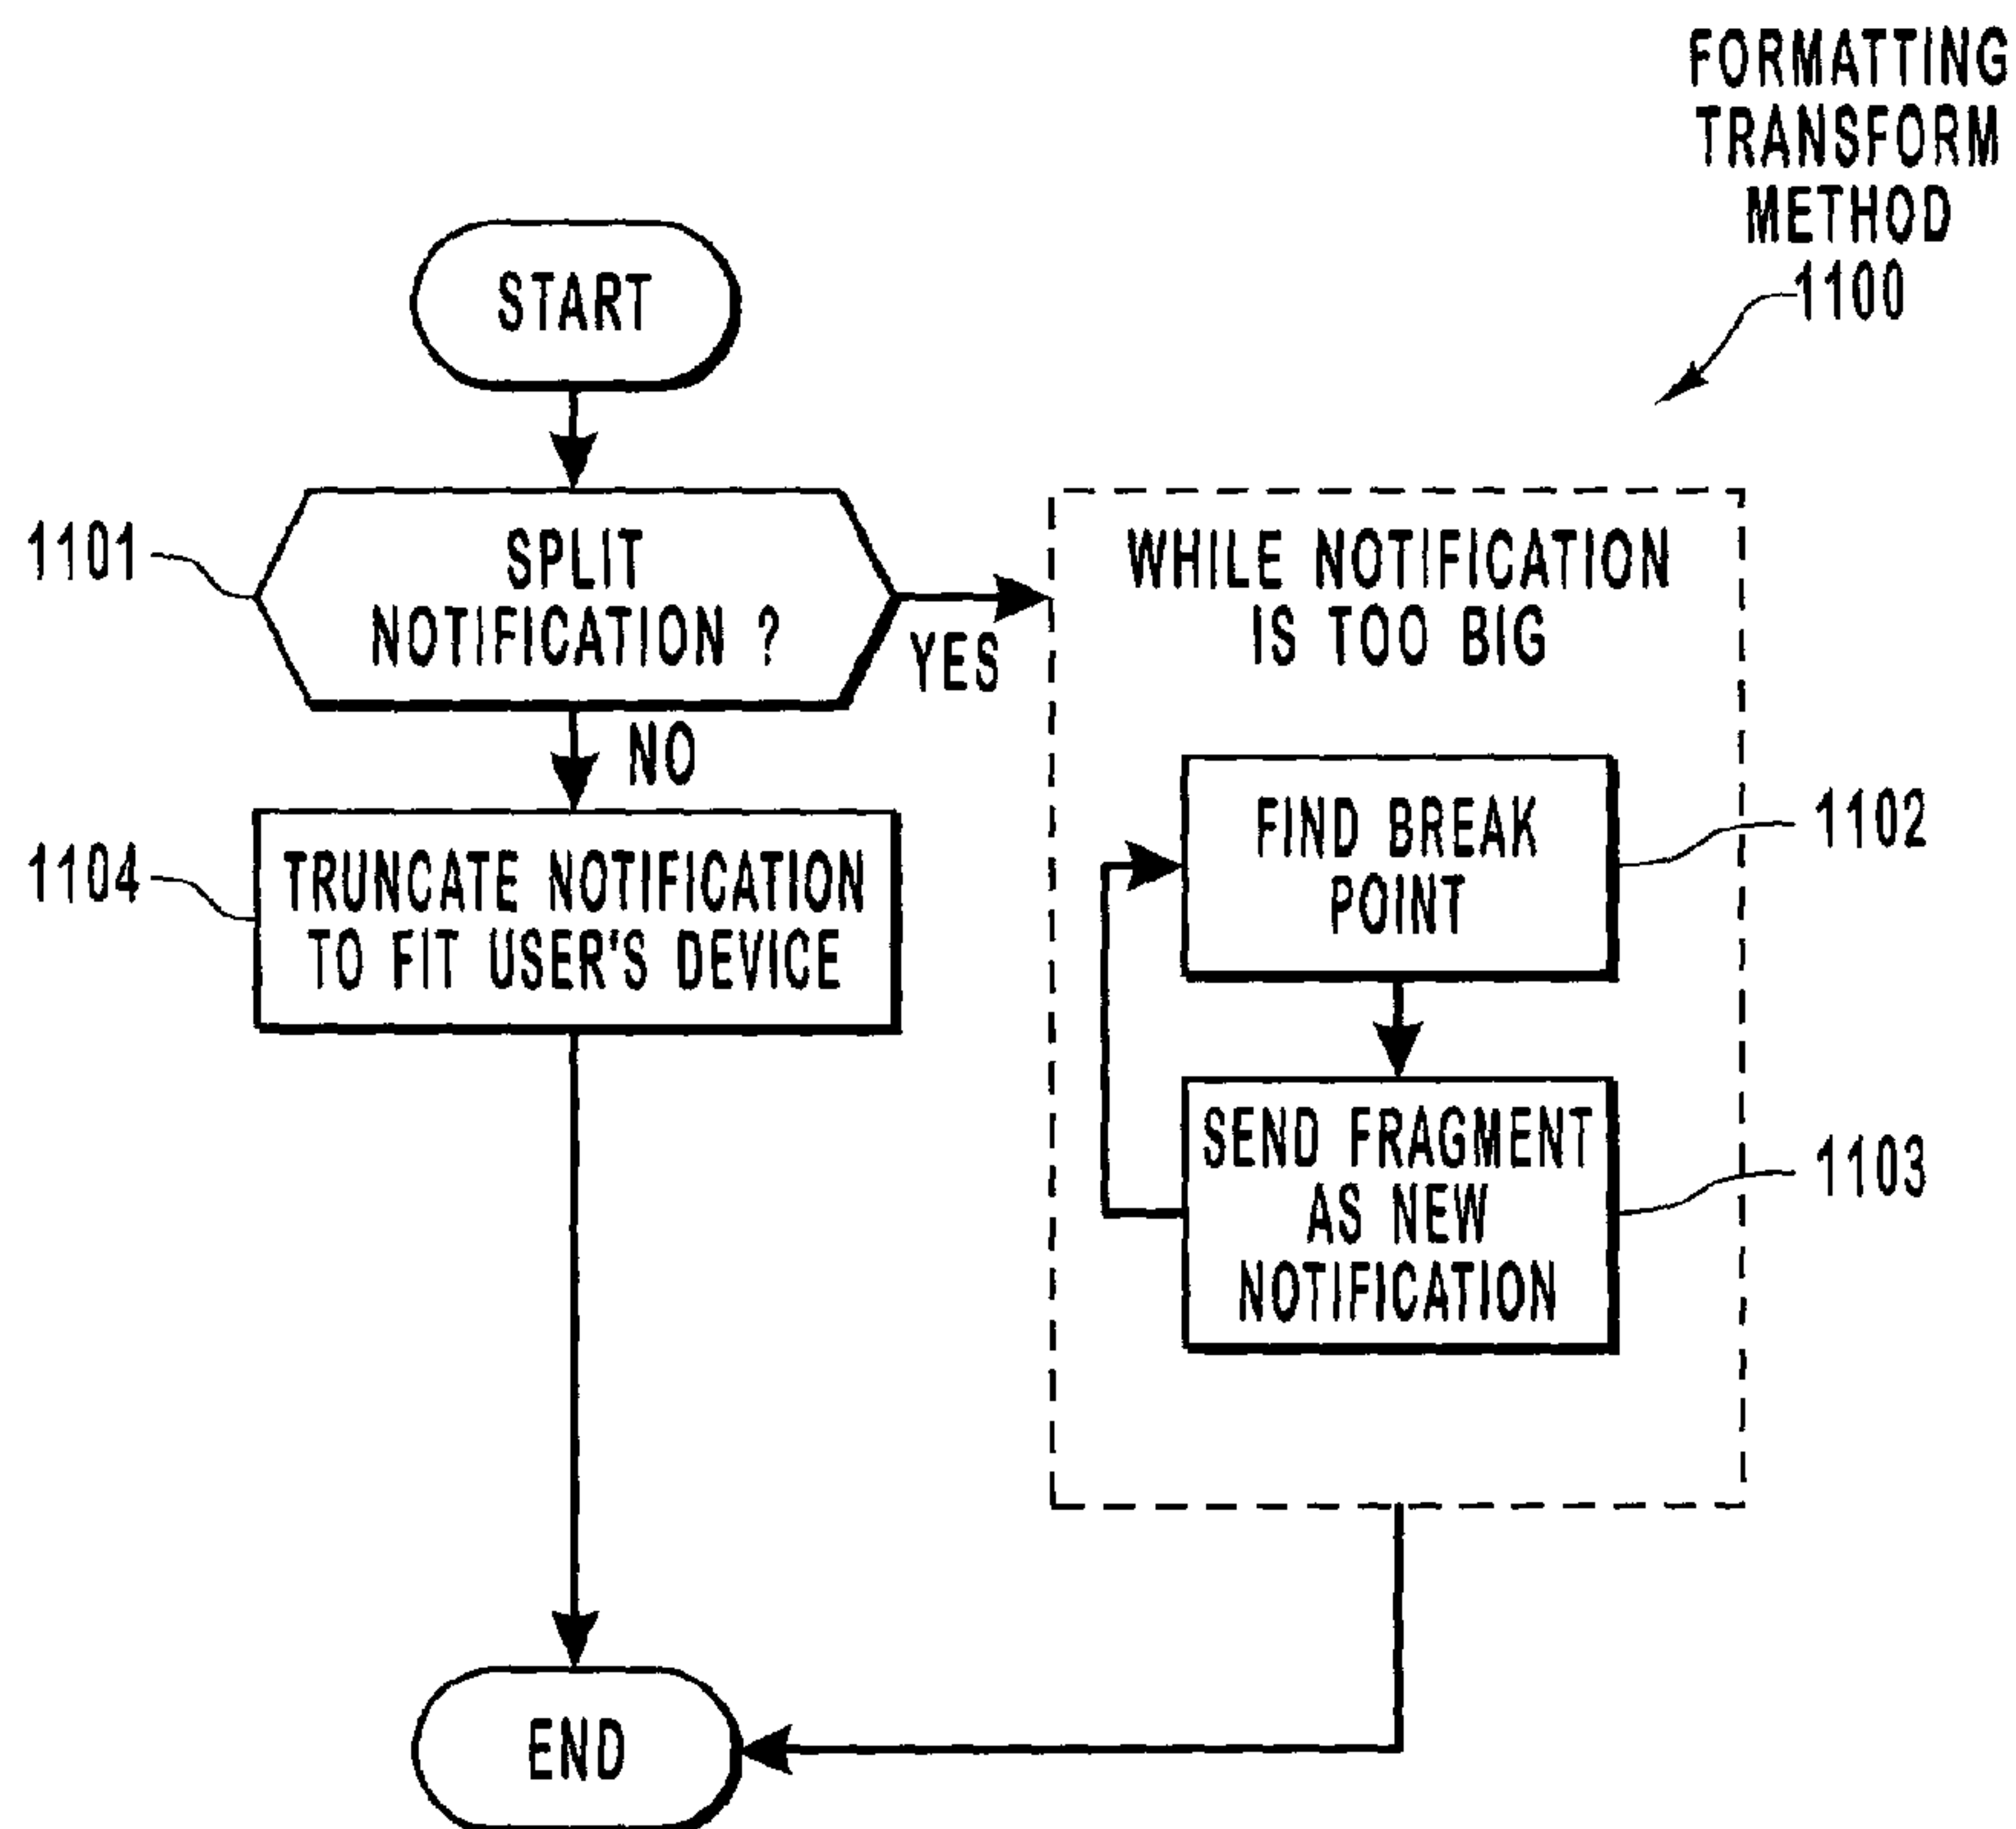 FORMATTING
TRANSFORM
METHOD
1100
START
1101
SPLIT
NOTIFICATION ?
YES
NO
1104
TRUNCATE NOTIFICATION
TO FIT USER'S DEVICE
WHILE NOTIFICATION
IS TOO BIG
FIND BREAK
POINT
1102
SEND FRAGMENT
AS NEW
NOTIFICATION
1103
END